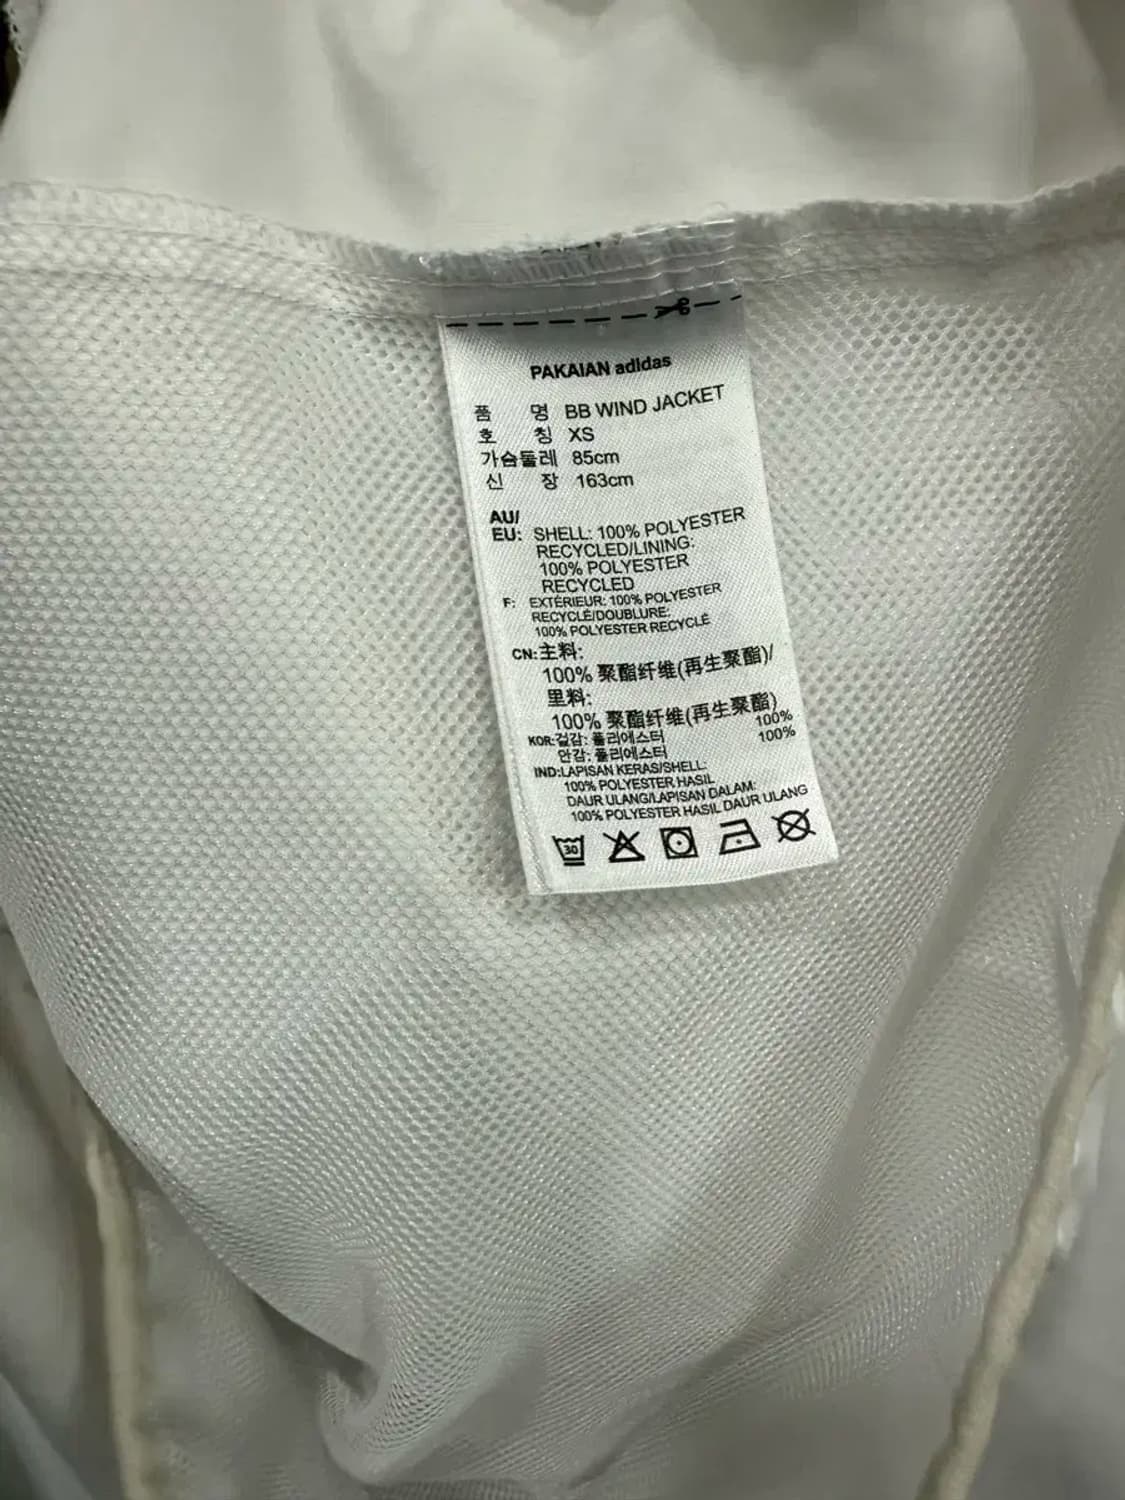 PAKAIAN adidas
품 명 BB WIND JACKET
호 칭 XS
가슴둘레 85cm
신 장 163cm
AU/
EU: SHELL: 100% POLYESTER
RECYCLED/LINING:
100% POLYESTER
RECYCLED
F: EXTÉRIEUR: 100% POLYESTER
RECYCLÉ/DOUBLURE:
100% POLYESTER RECYCLÉ
CN:主料:
100% 聚酯纤维(再生聚酯)/
里料:
100% 聚酯纤维(再生聚酯)
KOR:겉감: 폴리에스터 100%
안감: 폴리에스터 100%
IND:LAPISAN KERAS/SHELL:
100% POLYESTER HASIL
DAUR ULANG/LAPISAN DALAM:
100% POLYESTER HASIL DAUR ULANG
30